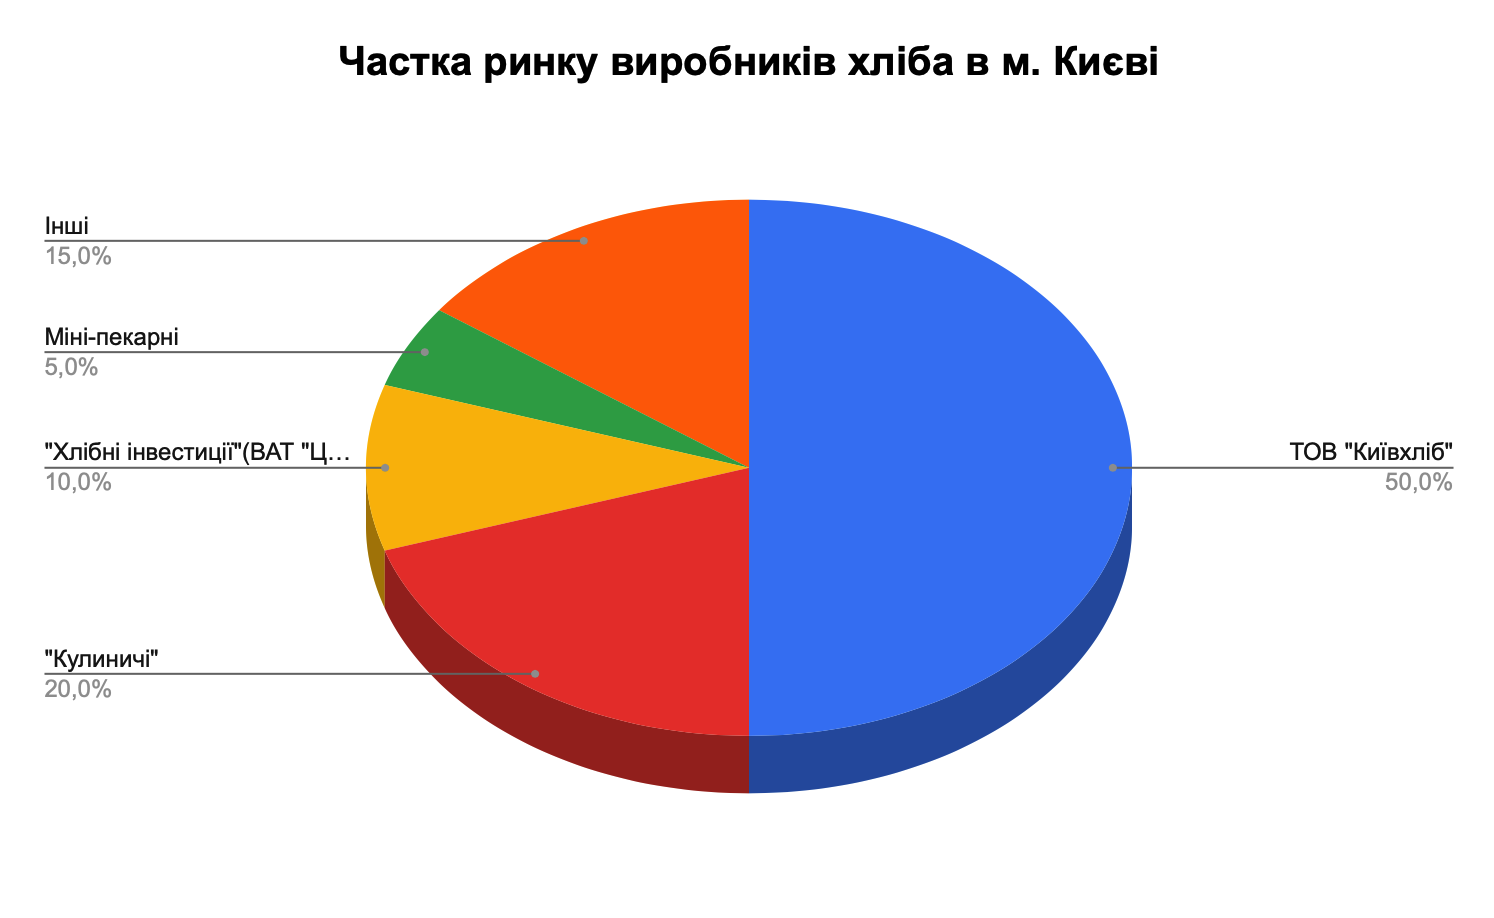 Частка ринку виробників хліба в м. Києві
Інші
15,0%
Міні-пекарні
5,0%
"Хлібні інвестиції"(ВАТ "Ц...
10,0%
"Кулиничі"
20,0%
ТОВ "Київхліб"
50,0%